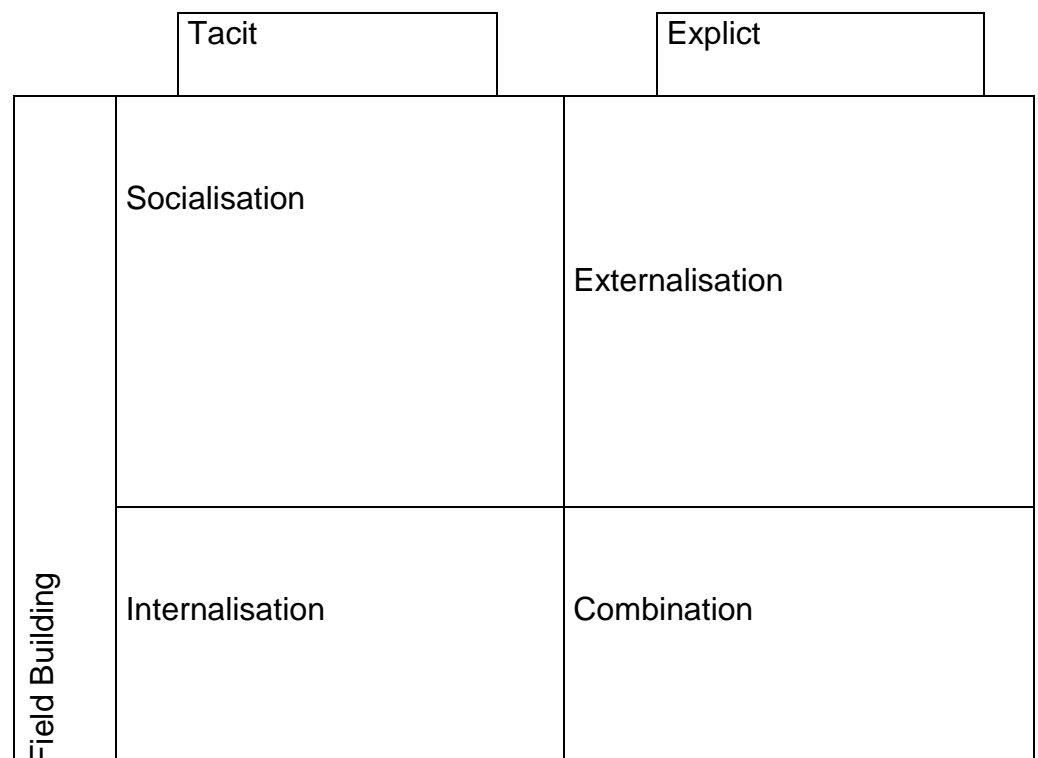 Tacit
Explict
Socialisation
Externalisation
Internalisation
Combination
Field Building